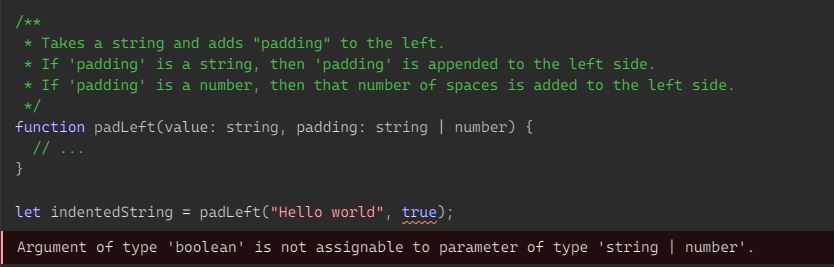 /**
 * Takes a string and adds "padding" to the left.
 * If 'padding' is a string, then 'padding' is appended to the left side.
 * If 'padding' is a number, then that number of spaces is added to the left side.
 */
function padLeft(value: string, padding: string | number) {
  // ...
}

let indentedString = padLeft("Hello world", true);
Argument of type 'boolean' is not assignable to parameter of type 'string | number'.